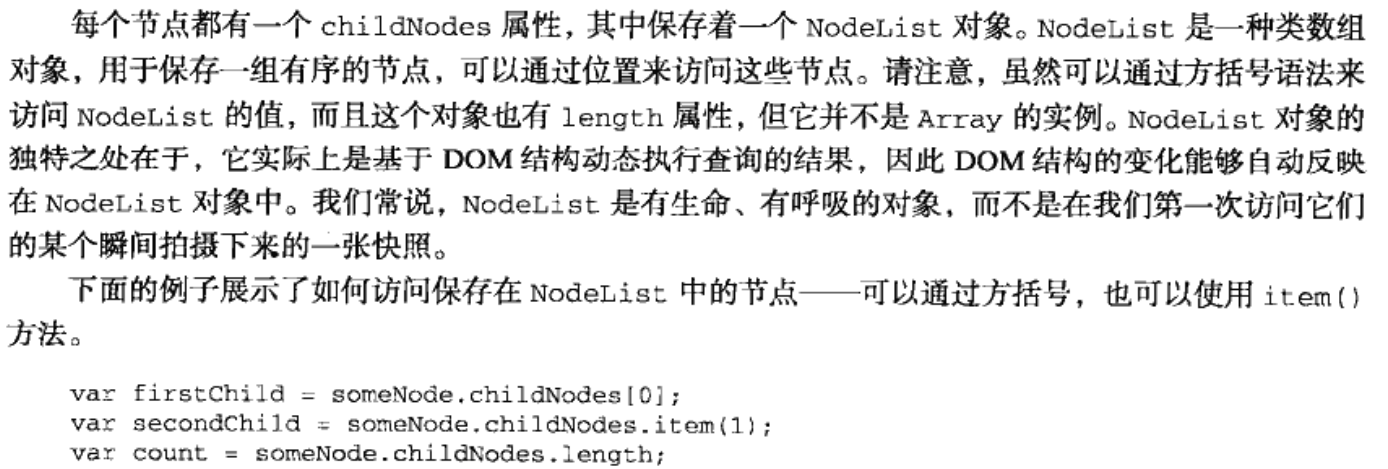 每个节点都有一个 childNodes 属性，其中保存着一个 NodeList 对象。NodeList 是一种类数组
对象，用于保存一组有序的节点，可以通过位置来访问这些节点。请注意，虽然可以通过方括号语法来
访问 NodeList 的值，而且这个对象也有 length 属性，但它并不是 Array 的实例。NodeList 对象的
独特之处在于，它实际上是基于 DOM 结构动态执行查询的结果，因此 DOM 结构的变化能够自动反映
在 NodeList 对象中。我们常说，NodeList 是有生命、有呼吸的对象，而不是在我们第一次访问它们
的某个瞬间拍摄下来的一张快照。
下面的例子展示了如何访问保存在 NodeList 中的节点——可以通过方括号，也可以使用 item()
方法。
var firstChild = someNode.childNodes[0];
var secondChild = someNode.childNodes.item(1);
var count = someNode.childNodes.length;